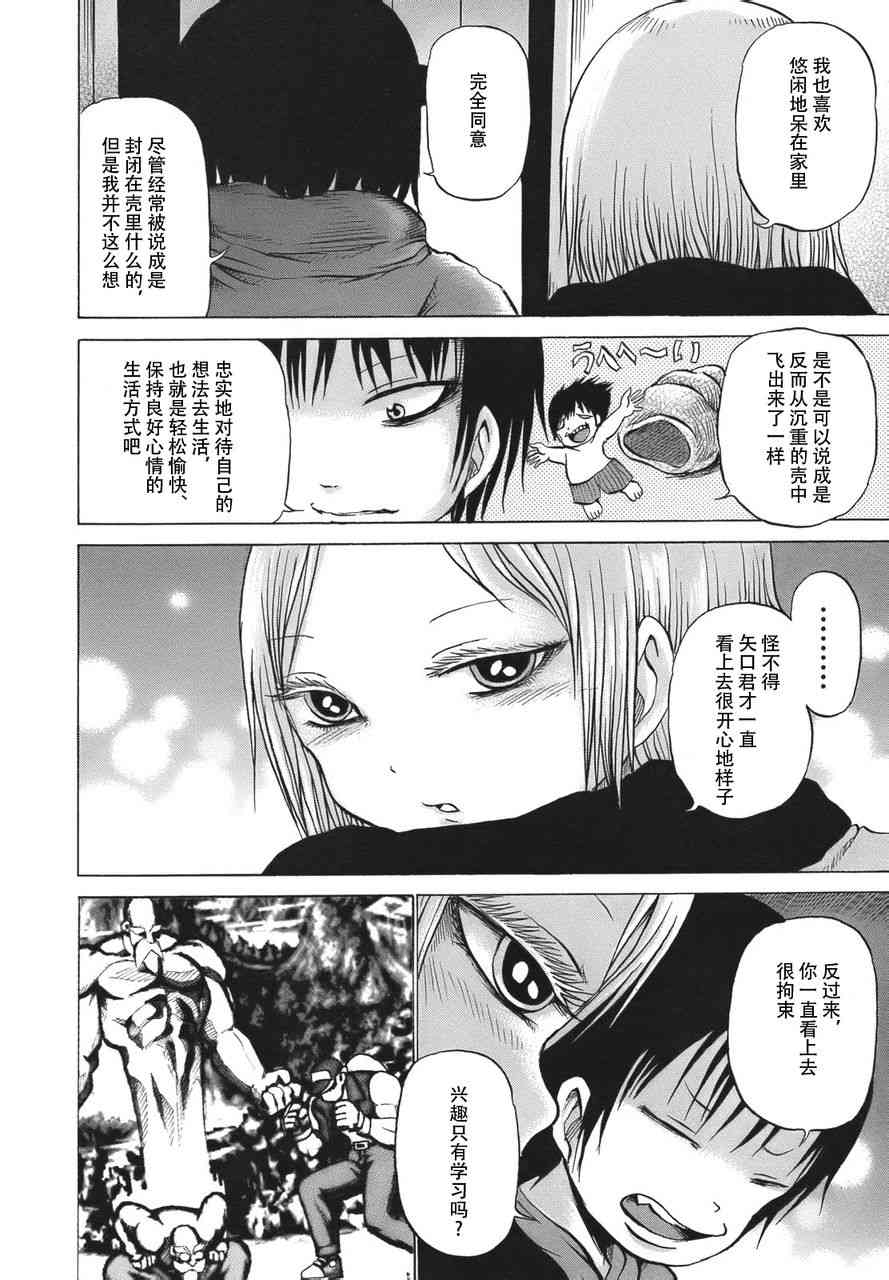 我也喜欢
悠闲地呆在家里
完全同意
尽管经常被说成是
封闭在壳里什么的，
但是我并不这么想
是不是可以说成是
反而从沉重的壳中
飞出来了一样
うへへ〜い
忠实地对待自己的
想法去生活，
也就是轻松愉快、
保持良好心情的
生活方式吧
………
怪不得
矢口君才一直
看上去很开心地样子
反过来，
你一直看上去
很拘束
兴趣只有学习吗？